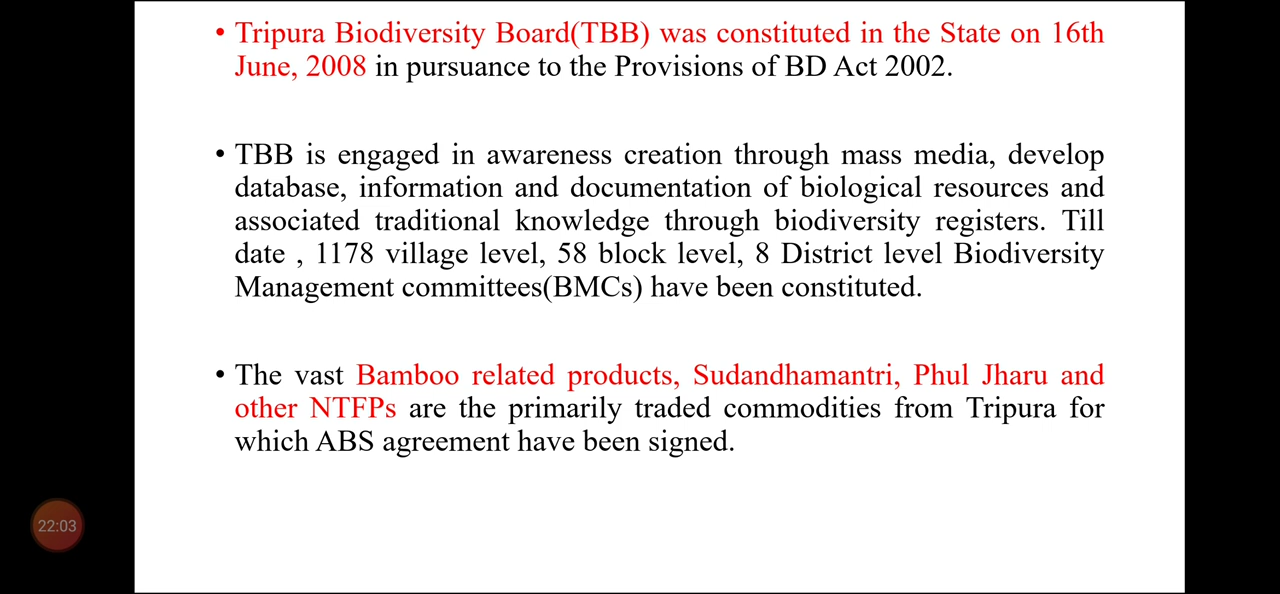 • Tripura Biodiversity Board(TBB) was constituted in the State on 16th
June, 2008 in pursuance to the Provisions of BD Act 2002.
• TBB is engaged in awareness creation through mass media, develop
database, information and documentation of biological resources and
associated traditional knowledge through biodiversity registers. Till
date , 1178 village level, 58 block level, 8 District level Biodiversity
Management committees(BMCs) have been constituted.
• The vast Bamboo related products, Sudandhamantri, Phul Jharu and
other NTFPs are the primarily traded commodities from Tripura for
which ABS agreement have been signed.
22:03